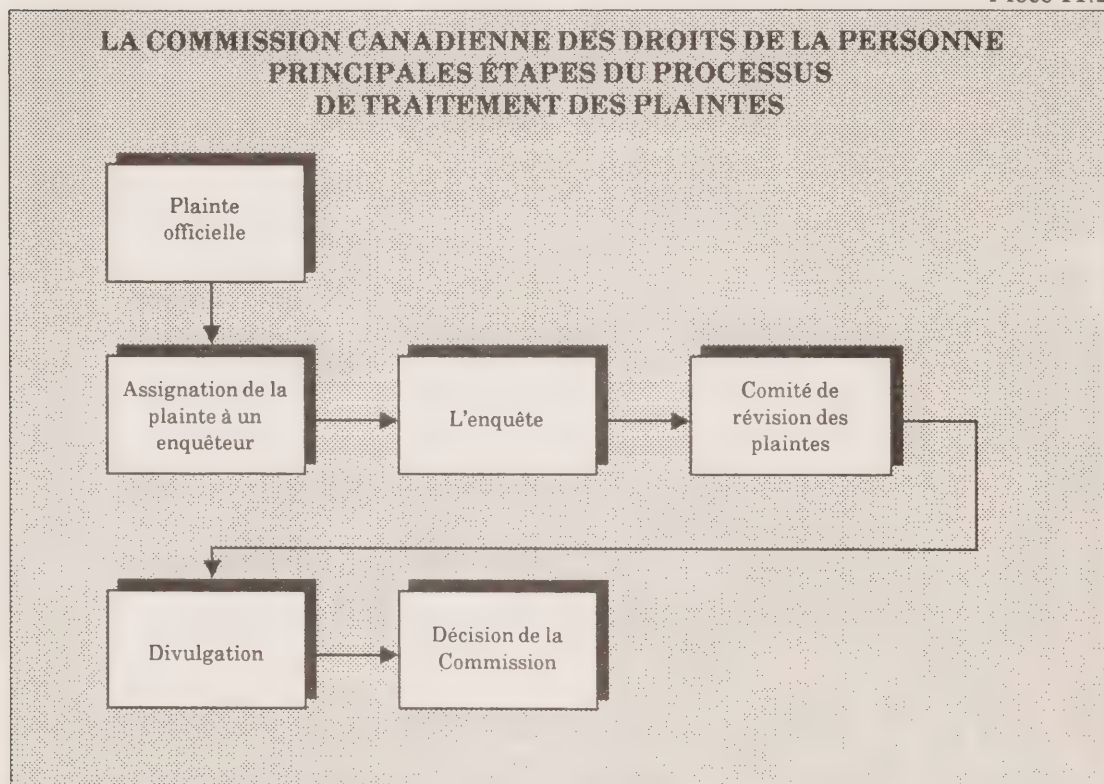 LA COMMISSION CANADIENNE DES DROITS DE LA PERSONNE
PRINCIPALES ÉTAPES DU PROCESSUS
DE TRAITEMENT DES PLAINTES
Plainte
officielle
Assignation de la
plainte à un
enquêteur
L'enquête
Comité de
révision des
plaintes
Divulgation
Décision de la
Commission